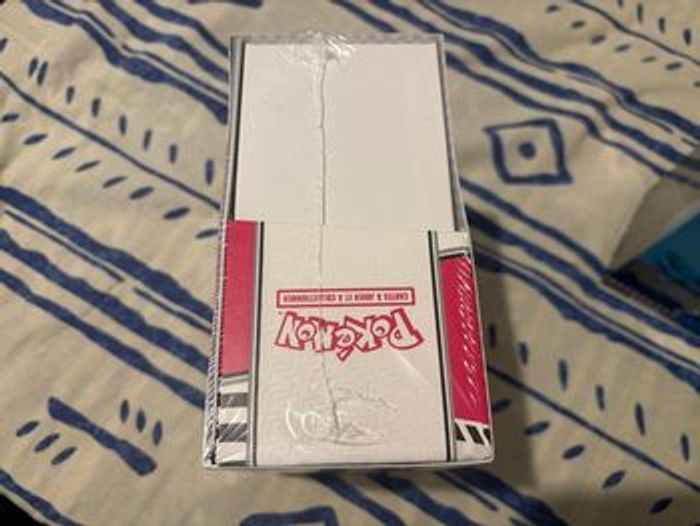 POKéMON
CARTES À JOUER ET À COLLECTIONNER